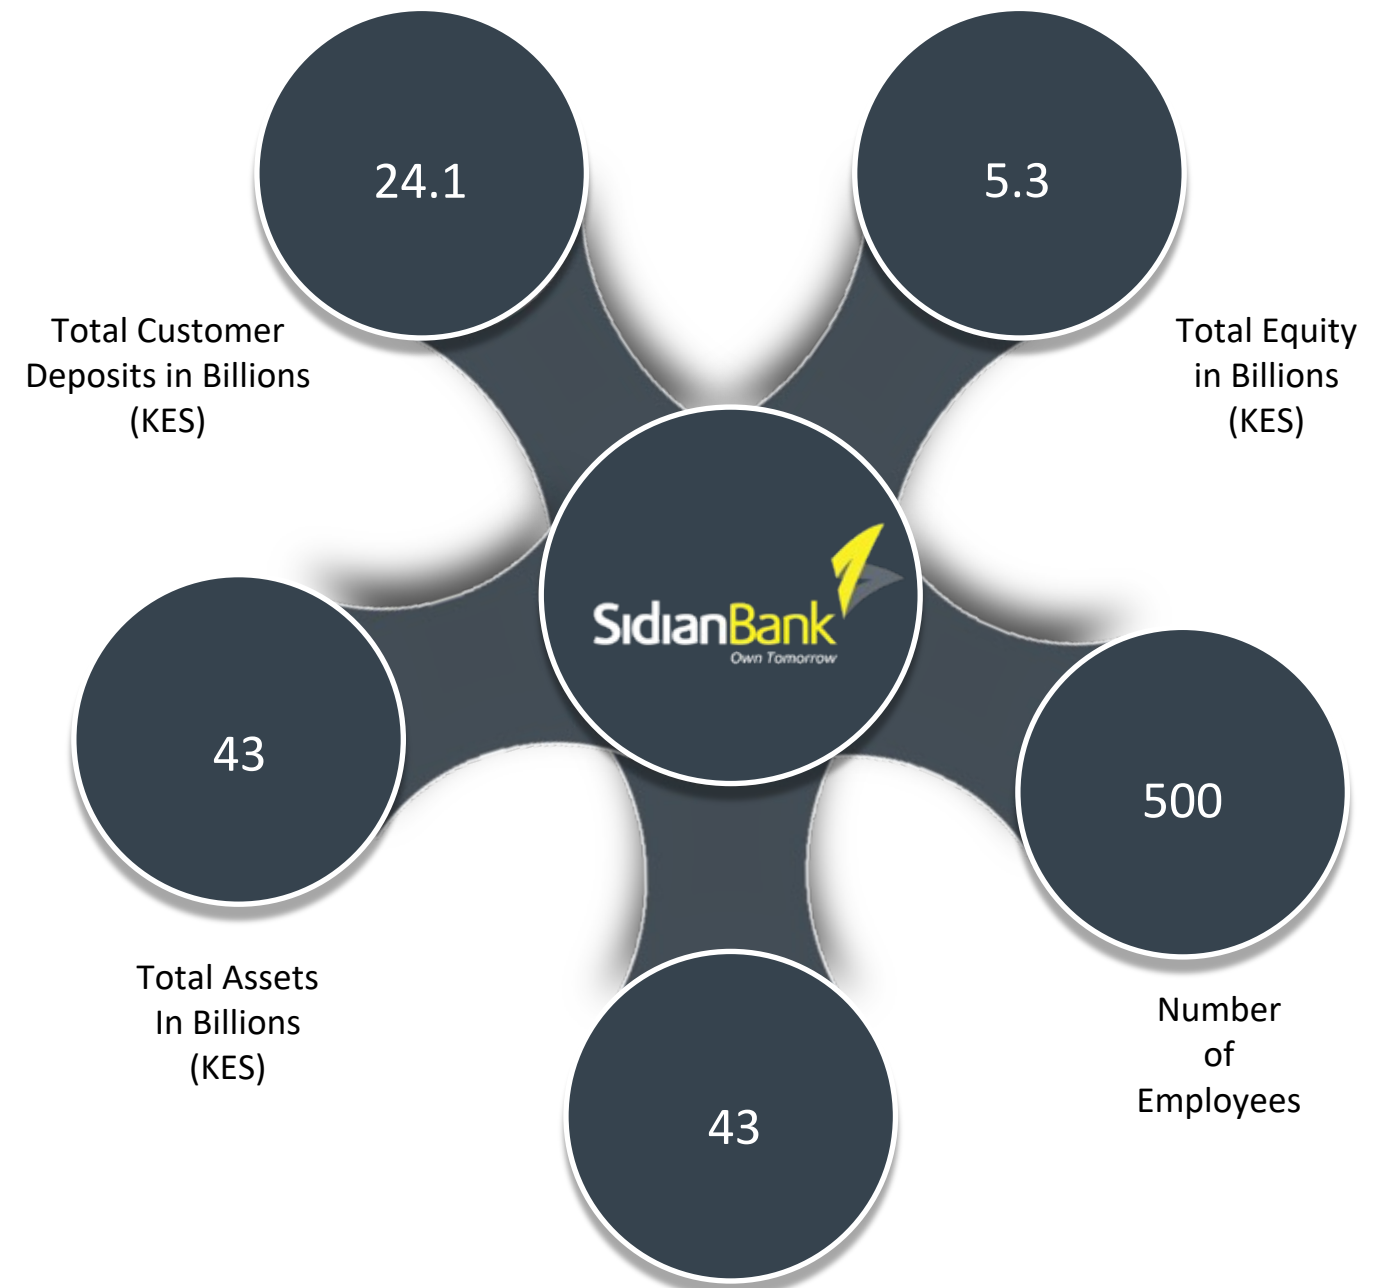 24.1
5.3
Total Customer
Deposits in Billions
(KES)
Total Equity
in Billions
(KES)
SidianBank
Own Tomorrow
43
500
Total Assets
In Billions
(KES)
Number
of
Employees
43